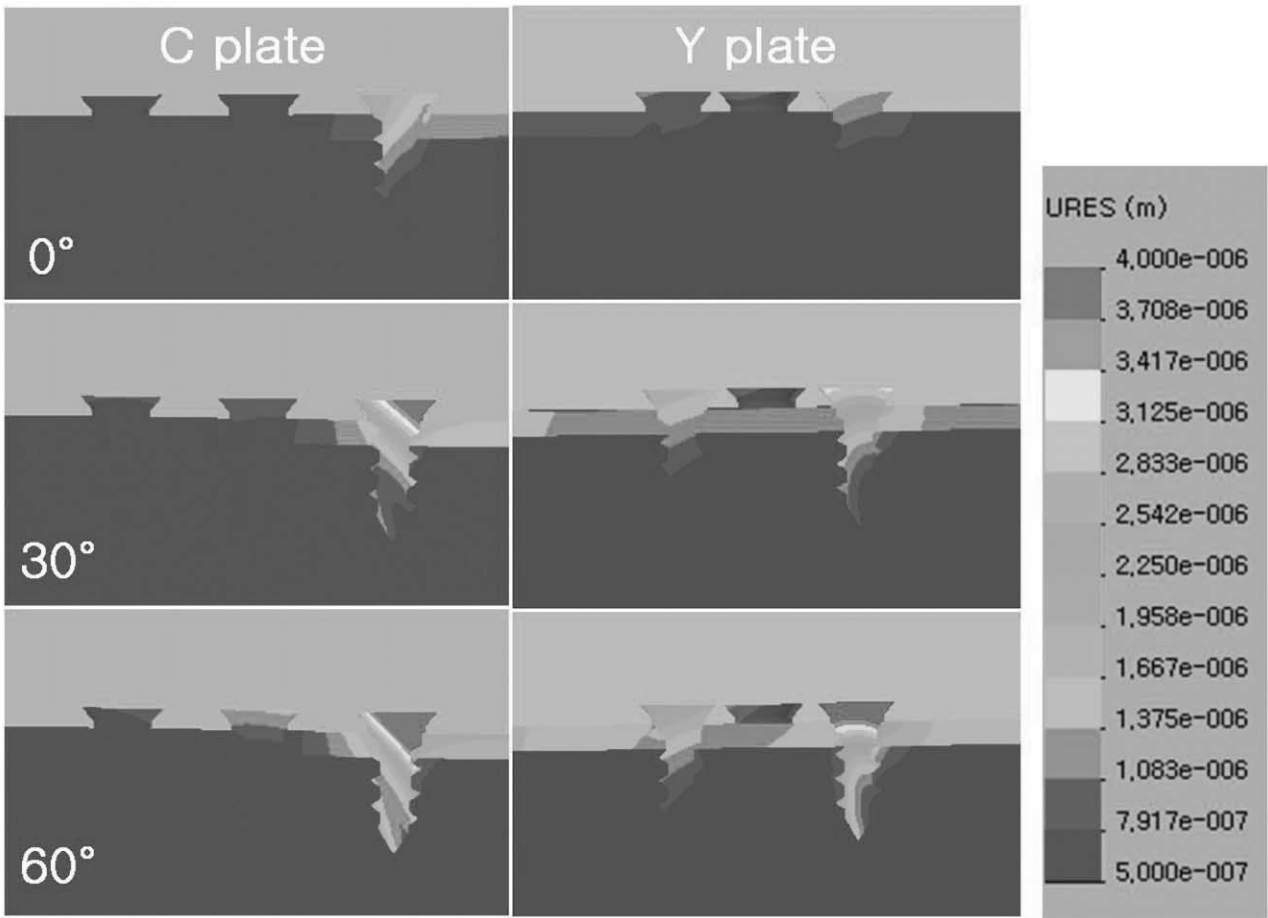 C plate
Y plate
0°
30°
60°
URES (m)
4,000e-006
3,708e-006
3,417e-006
3,125e-006
2,833e-006
2,542e-006
2,250e-006
1,958e-006
1,667e-006
1,375e-006
1,083e-006
7,917e-007
5,000e-007